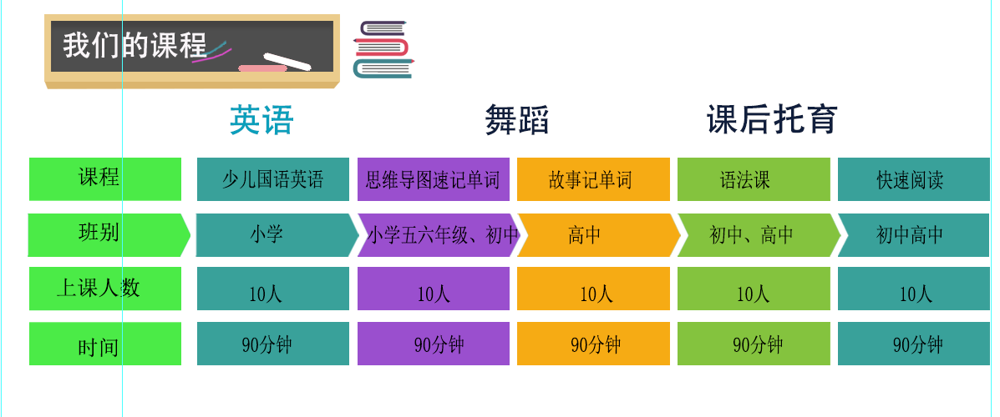 我们的课程
英语 舞蹈 课后托育
课程 少儿国语英语 思维导图速记单词 故事记单词 语法课 快速阅读
班别 小学 小学五六年级、初中 高中 初中、高中 初中高中
上课人数 10人 10人 10人 10人 10人
时间 90分钟 90分钟 90分钟 90分钟 90分钟